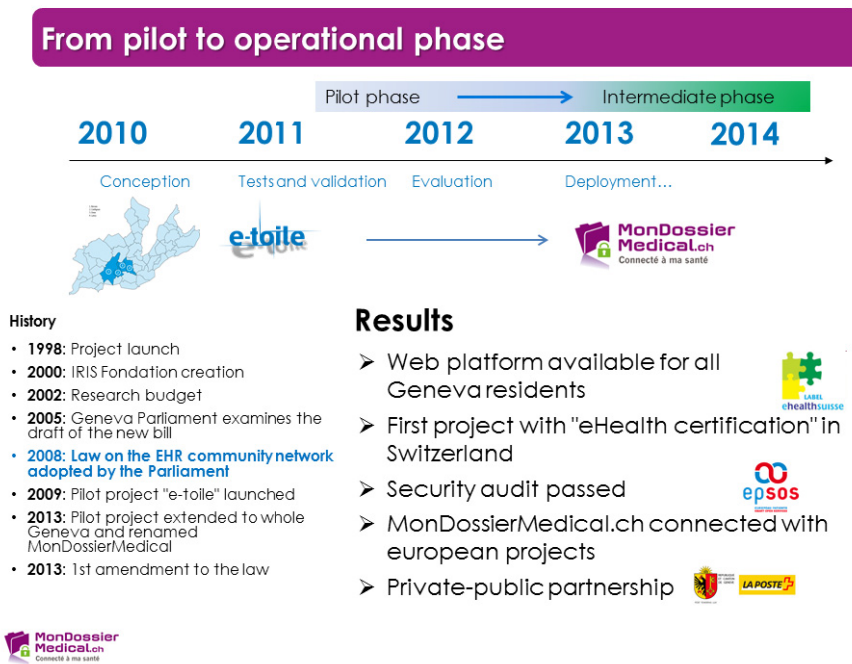 From pilot to operational phase
Pilot phase
Intermediate phase
2010
2011
2012
2013
2014
Conception
Tests and validation
Evaluation
Deployment...
e-toile
MonDossier
Medical.ch
Connecté à ma santé
History
• 1998: Project launch
• 2000: IRIS Fondation creation
• 2002: Research budget
• 2005: Geneva Parliament examines the
draft of the new bill
• 2008: Law on the EHR community network
adopted by the Parliament
• 2009: Pilot project "e-toile" launched
• 2013: Pilot project extended to whole
Geneva and renamed
MonDossierMedical
• 2013: 1st amendment to the law
Results
➢ Web platform available for all
Geneva residents
➢ First project with "eHealth certification" in
Switzerland
➢ Security audit passed
➢ MonDossierMedical.ch connected with
european projects
➢ Private-public partnership
LABEL
ehealthsuisse
epsos
LA POSTE
MonDossier
Medical.ch
Connecté à ma santé